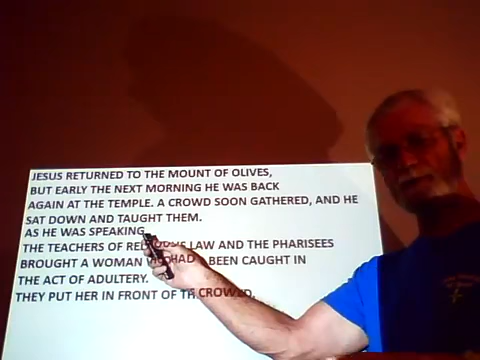 JESUS RETURNED TO THE MOUNT OF OLIVES,
BUT EARLY THE NEXT MORNING HE WAS BACK
AGAIN AT THE TEMPLE. A CROWD SOON GATHERED, AND HE
SAT DOWN AND TAUGHT THEM.
AS HE WAS SPEAKING
THE TEACHERS OF LAW AND THE PHARISEES
BROUGHT A WOMAN HAD BEEN CAUGHT IN
THE ACT OF ADULTERY.
THEY PUT HER IN FRONT OF CROWD.